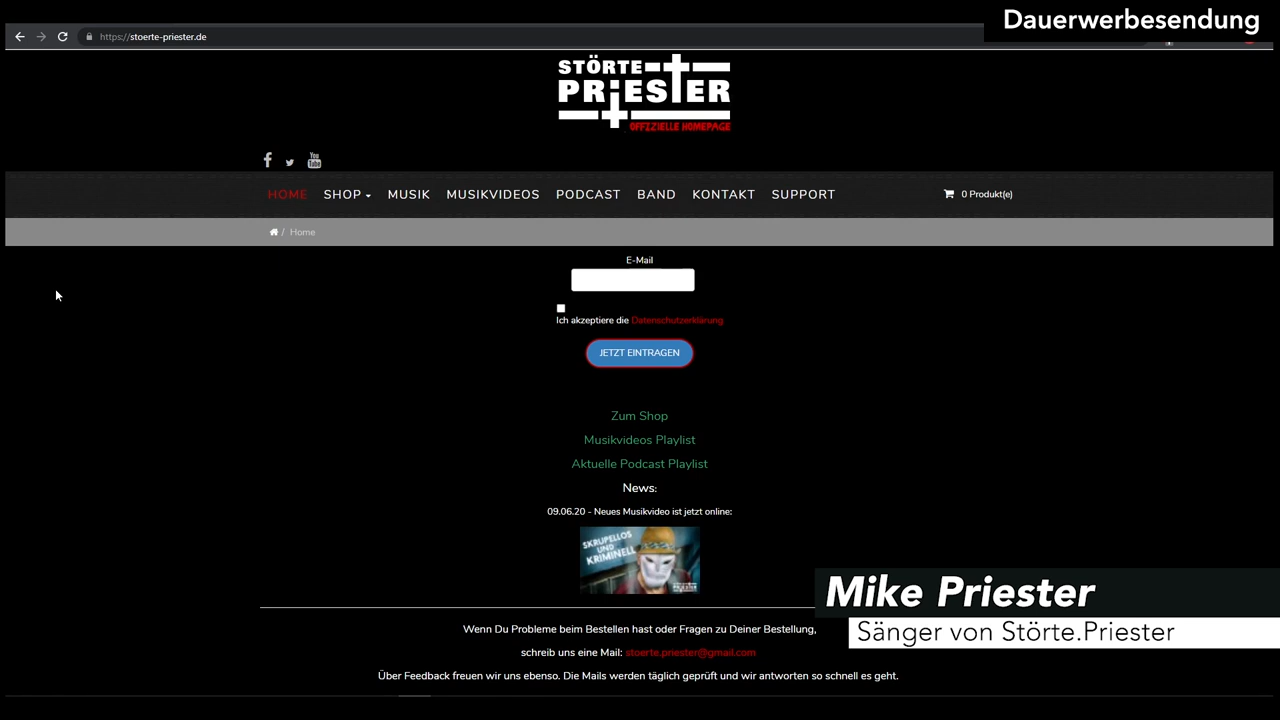 Dauerwerbesendung
https://stoerte-priester.de
STÖRTE
PRiESTER
OFFIZIELLE HOMEPAGE
You
Tube
HOME SHOP MUSIK MUSIKVIDEOS PODCAST BAND KONTAKT SUPPORT 0 Produkt(e)
/ Home
E-Mail
Ich akzeptiere die Datenschutzerklärung
JETZT EINTRAGEN
Zum Shop
Musikvideos Playlist
Aktuelle Podcast Playlist
News:
09.06.20 - Neues Musikvideo ist jetzt online:
SKRUPELLOS
UND
KRIMINELL
Mike Priester
Sänger von Störte.Priester
Wenn Du Probleme beim Bestellen hast oder Fragen zu Deiner Bestellung,
schreib uns eine Mail: stoerte.priester@gmail.com
Über Feedback freuen wir uns ebenso. Die Mails werden täglich geprüft und wir antworten so schnell es geht.